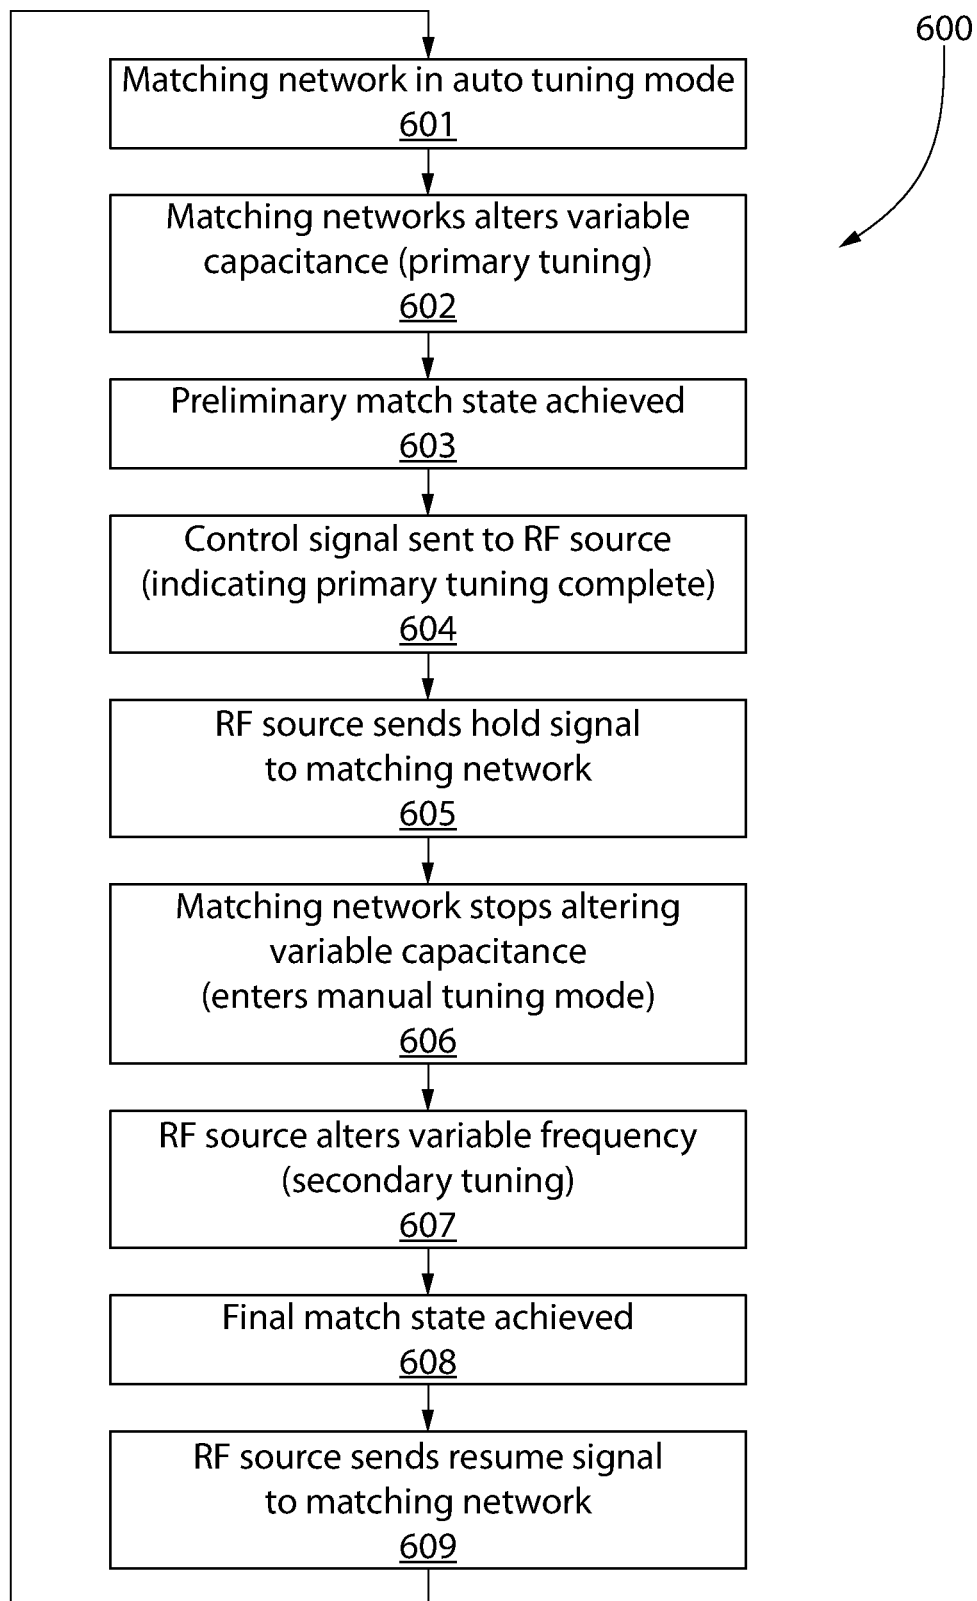 600
Matching network in auto tuning mode
601
Matching networks alters variable
capacitance (primary tuning)
602
Preliminary match state achieved
603
Control signal sent to RF source
(indicating primary tuning complete)
604
RF source sends hold signal
to matching network
605
Matching network stops altering
variable capacitance
(enters manual tuning mode)
606
RF source alters variable frequency
(secondary tuning)
607
Final match state achieved
608
RF source sends resume signal
to matching network
609